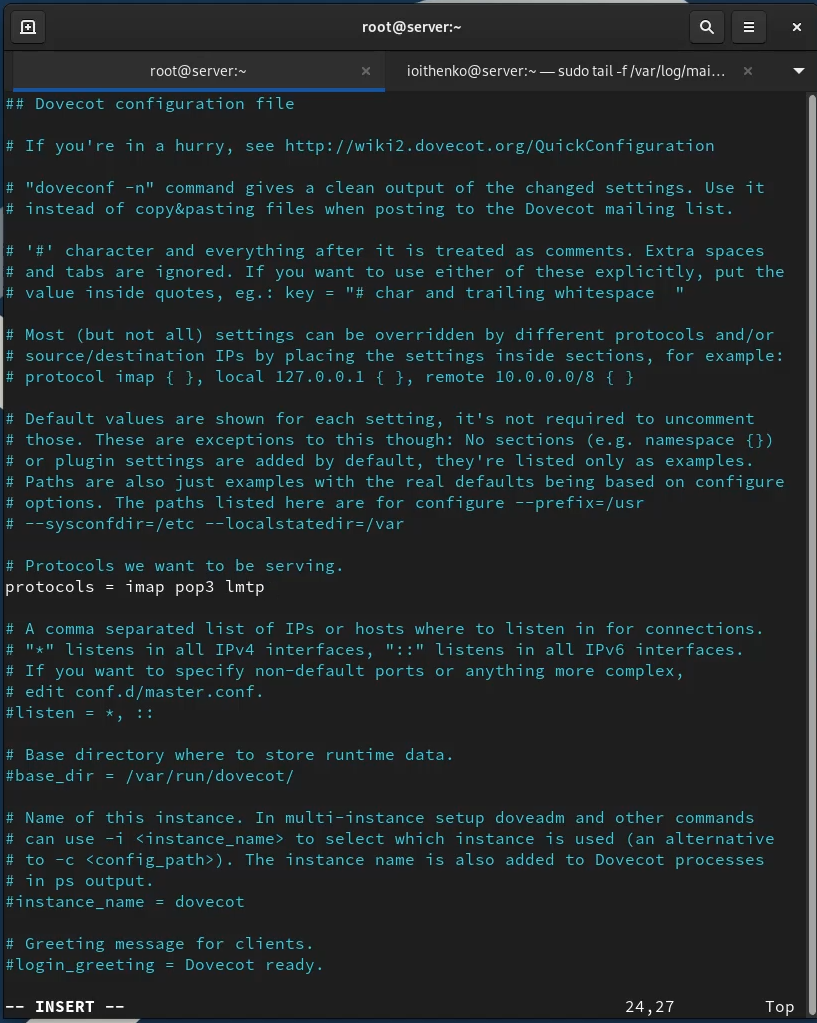 root@server:~
root@server:~
ioithenko@server:~ — sudo tail -f /var/log/mai...
## Dovecot configuration file
# If you're in a hurry, see http://wiki2.dovecot.org/QuickConfiguration
# "doveconf -n" command gives a clean output of the changed settings. Use it
# instead of copy&pasting files when posting to the Dovecot mailing list.
# '#' character and everything after it is treated as comments. Extra spaces
# and tabs are ignored. If you want to use either of these explicitly, put the
# value inside quotes, eg.: key = "# char and trailing whitespace  "
# Most (but not all) settings can be overridden by different protocols and/or
# source/destination IPs by placing the settings inside sections, for example:
# protocol imap { }, local 127.0.0.1 { }, remote 10.0.0.0/8 { }
# Default values are shown for each setting, it's not required to uncomment
# those. These are exceptions to this though: No sections (e.g. namespace {})
# or plugin settings are added by default, they're listed only as examples.
# Paths are also just examples with the real defaults being based on configure
# options. The paths listed here are for configure --prefix=/usr
# --sysconfdir=/etc --localstatedir=/var
# Protocols we want to be serving.
protocols = imap pop3 lmtp
# A comma separated list of IPs or hosts where to listen in for connections.
# "*" listens in all IPv4 interfaces, "::" listens in all IPv6 interfaces.
# If you want to specify non-default ports or anything more complex,
# edit conf.d/master.conf.
#listen = *, ::
# Base directory where to store runtime data.
#base_dir = /var/run/dovecot/
# Name of this instance. In multi-instance setup doveadm and other commands
# can use -i <instance_name> to select which instance is used (an alternative
# to -c <config_path>). The instance name is also added to Dovecot processes
# in ps output.
#instance_name = dovecot
# Greeting message for clients.
#login_greeting = Dovecot ready.
-- INSERT -- 24,27 Top